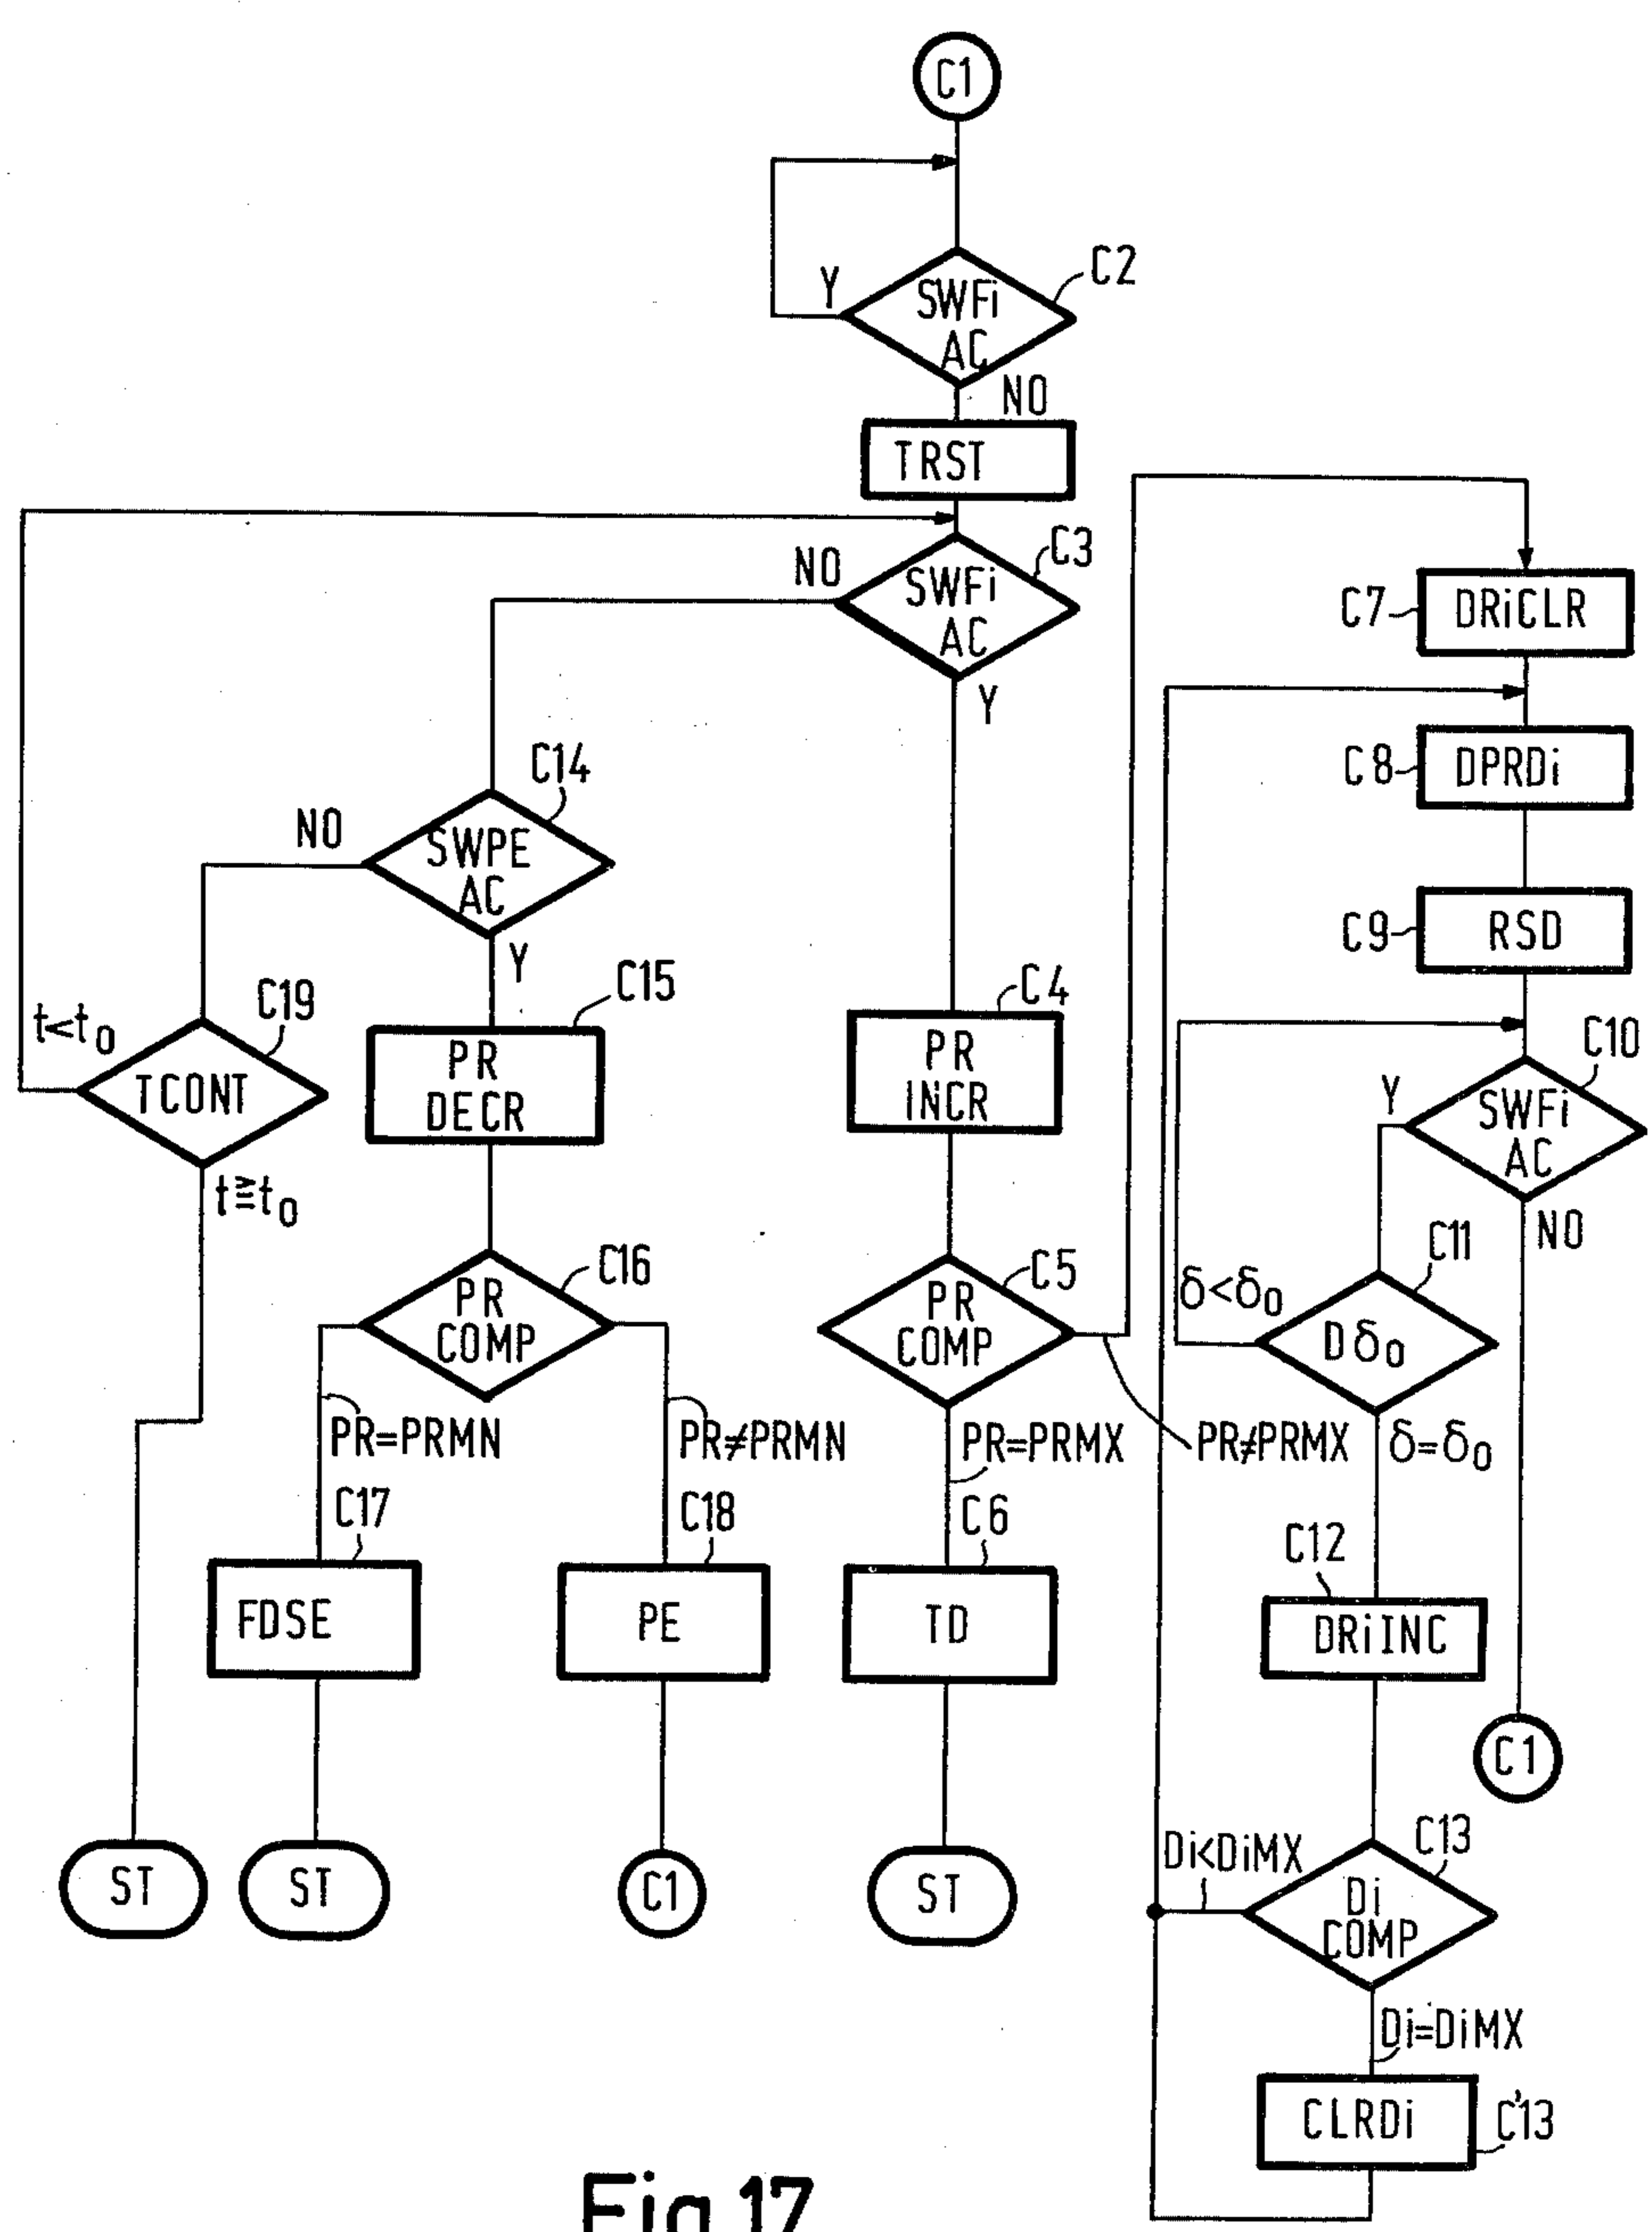 C1
C2
Y
SWFi
AC
NO
TRST
C3
NO
SWFi
AC
Y
C7
DRiCLR
C14
C8
DPRDi
NO
SWPE
AC
Y
C9
RSD
C19
C15
C4
t<t₀
C10
TCONT
PR
DECR
PR
INCR
Y
SWFi
AC
t≧t₀
NO
C16
C5
C11
PR
COMP
PR
COMP
δ<δ₀
Dδ₀
PR=PRMN
PR≠PRMN
PR=PRMX
PR≠PRMX
δ=δ₀
C17
C18
C6
C12
FDSE
PE
TD
DRiINC
C1
C13
Di<DiMX
ST
ST
C1
ST
Di
COMP
Di=DiMX
CLRDi
C'13
Fig.17